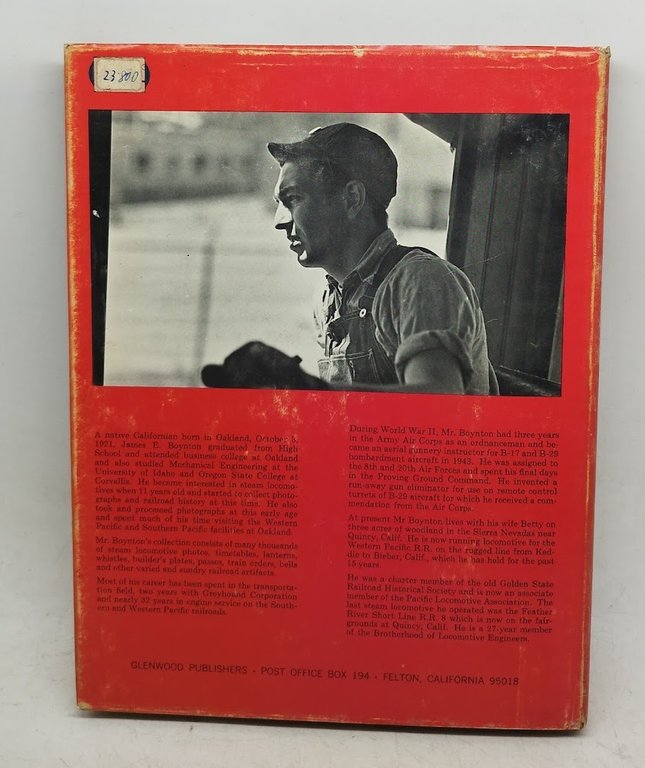 23800
A native Californian born in Oakland, October 3,
1921, James E. Boynton graduated from High
School and attended business college at Oakland
and also studied Mechanical Engineering at the
University of Idaho and Oregon State College at
Corvallis. He became interested in steam locomo-
tives when 11 years old and started to collect photo-
graphs and railroad history at this time. He also
took and processed photographs at this early age
and spent much of his time visiting the Western
Pacific and Southern Pacific facilities at Oakland.
Mr. Boynton's collection consists of many thousands
of steam locomotive photos, timetables, lanterns,
whistles, builder's plates, passes, train orders, bells
and other varied and sundry railroad artifacts.
Most of his career has been spent in the transporta-
tion field, two years with Greyhound Corporation
and nearly 32 years in engine service on the South-
ern and Western Pacific railroads.
During World War II, Mr. Boynton had three years
in the Army Air Corps as an ordnanceman and be-
came an aerial gunnery instructor for B-17 and B-29
bombardment aircraft in 1943. He was assigned to
the 8th and 20th Air Forces and spent his final days
in the Proving Ground Command. He invented a
run-away gun eliminator for use on remote control
turrets of B-29 aircraft for which he received a com-
mendation from the Air Corps.
At present Mr Boynton lives with his wife Betty on
three acres of woodland in the Sierra Nevadas near
Quincy, Calif. He is now running locomotive for the
Western Pacific R.R. on the rugged line from Ked-
die to Bieber, Calif., which he has held for the past
15 years.
He was a charter member of the old Golden State
Railroad Historical Society and is now an associate
member of the Pacific Locomotive Association. The
last steam locomotive he operated was the Feather
River Short Line R.R. 8 which is now on the fair-
grounds at Quincy, Calif. He is a 27-year member
of the Brotherhood of Locomotive Engineers.
GLENWOOD PUBLISHERS - POST OFFICE BOX 194 - FELTON, CALIFORNIA 95018